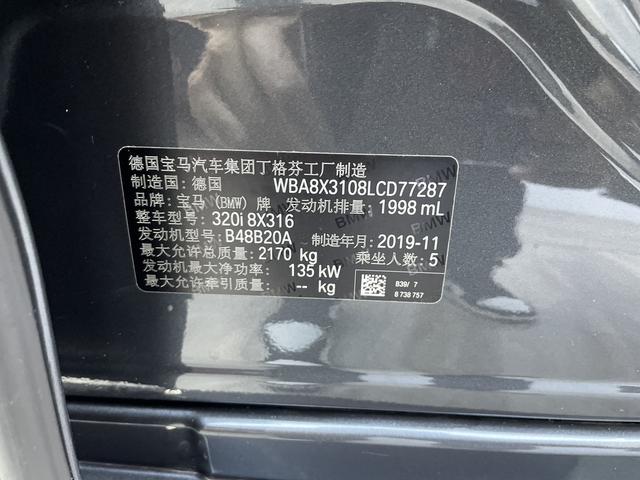 德国宝马汽车集团丁格芬工厂制造
制造国: 德国 WBA8X3108LCD77287
品牌: 宝马 (BMW) 牌 发动机排量: 1998 mL
整车型号: 320i 8X316
发动机型号: B48B20A 制造年月: 2019-11
最大允许总质量: 2170 kg 乘坐人数: 5
发动机最大净功率: 135 kW
最大允许牵引质量: -- kg
B39/ 7
8 738 757